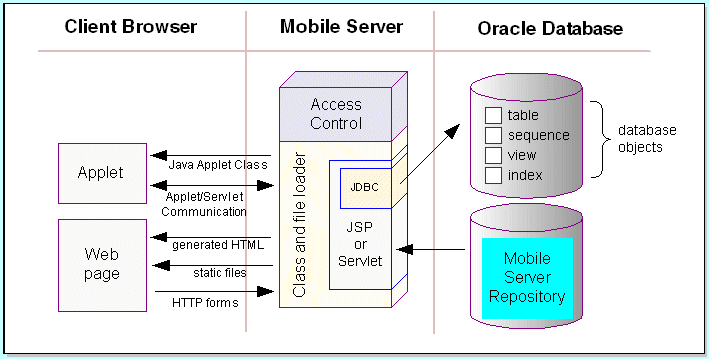 Client Browser
Mobile Server
Oracle Database
Access
Control
Applet
Java Applet Class
Applet/Servlet
Communication
Web
page
generated HTML
static files
HTTP forms
Class and file loader
JDBC
JSP
or
Servlet
table
sequence
view
index
database
objects
Mobile
Server
Repository